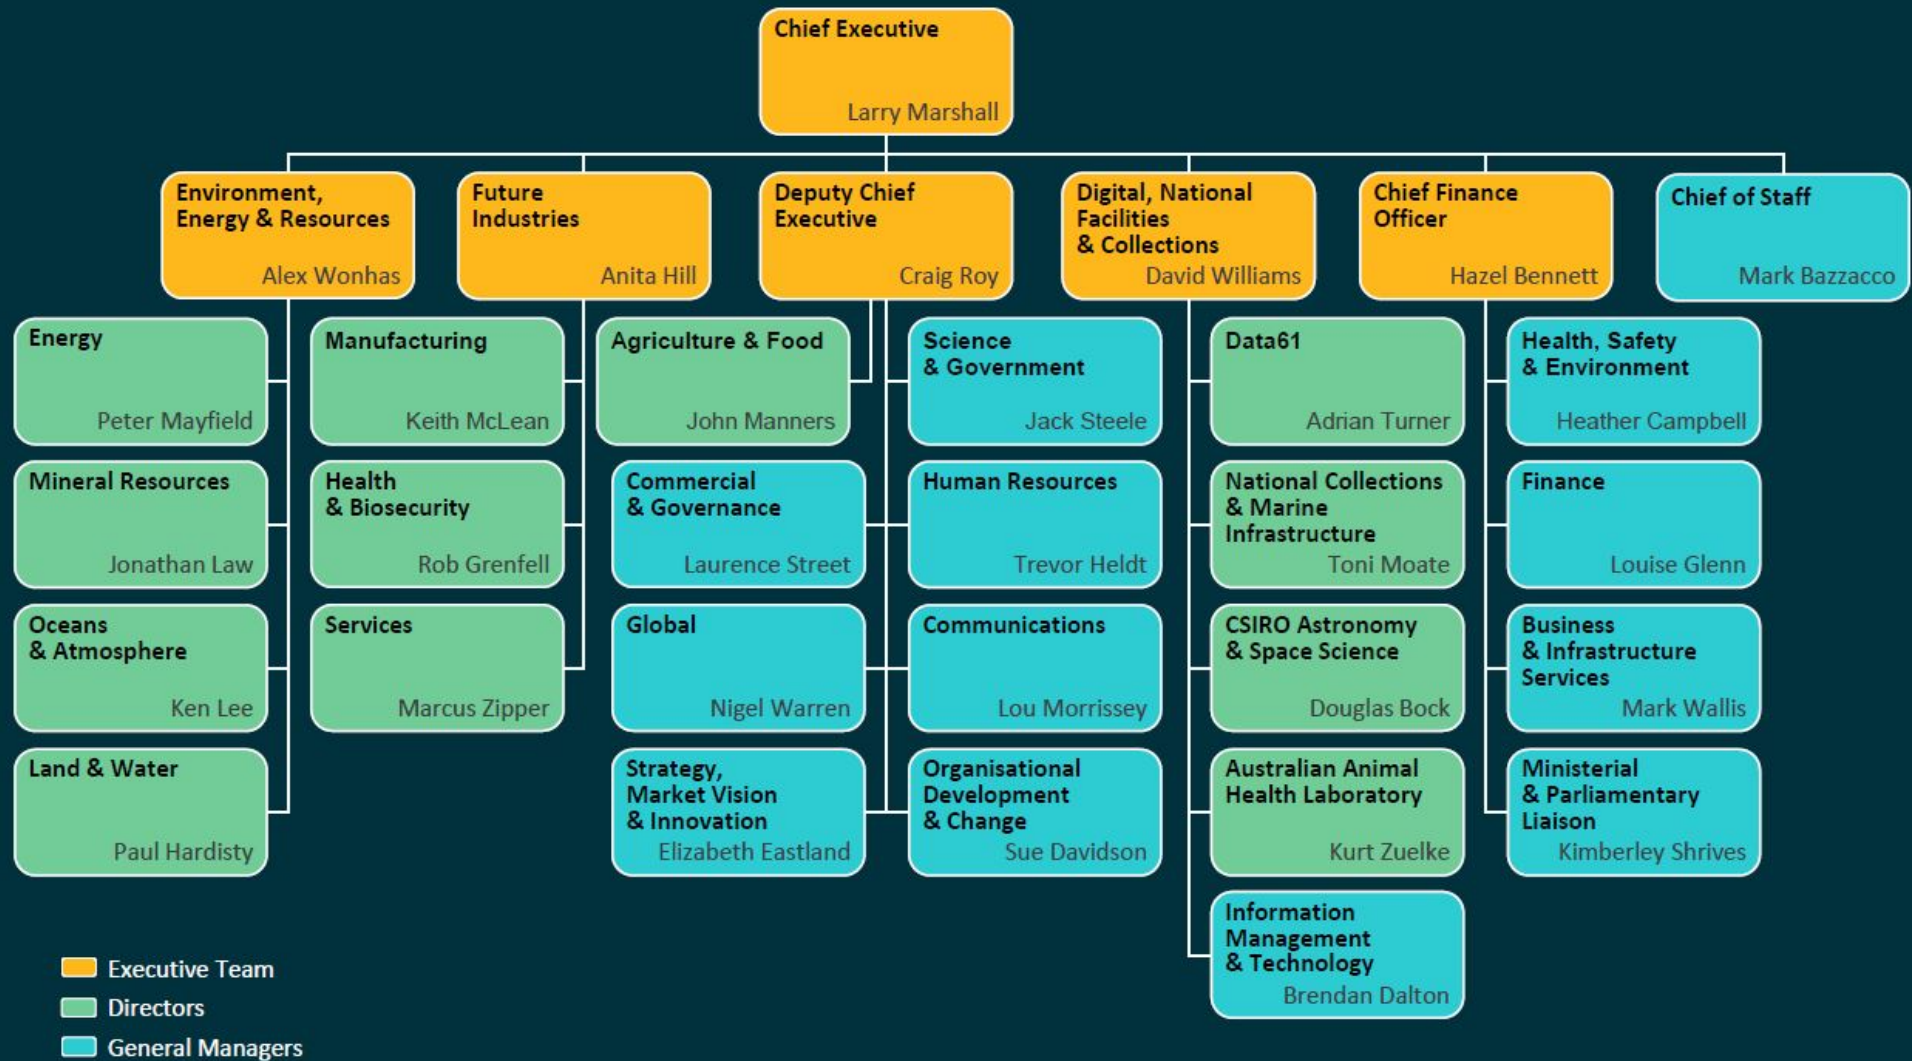 Chief Executive
Larry Marshall
Environment,
Energy & Resources
Alex Wonhas
Future
Industries
Anita Hill
Deputy Chief
Executive
Craig Roy
Digital, National
Facilities
& Collections
David Williams
Chief Finance
Officer
Hazel Bennett
Chief of Staff
Mark Bazzacco
Energy
Peter Mayfield
Mineral Resources
Jonathan Law
Oceans
& Atmosphere
Ken Lee
Land & Water
Paul Hardisty
Manufacturing
Keith McLean
Health
& Biosecurity
Rob Grenfell
Services
Marcus Zipper
Agriculture & Food
John Manners
Commercial
& Governance
Laurence Street
Global
Nigel Warren
Strategy,
Market Vision
& Innovation
Elizabeth Eastland
Science
& Government
Jack Steele
Human Resources
Trevor Heldt
Communications
Lou Morrissey
Organisational
Development
& Change
Sue Davidson
Data61
Adrian Turner
National Collections
& Marine
Infrastructure
Toni Moate
CSIRO Astronomy
& Space Science
Douglas Bock
Australian Animal
Health Laboratory
Kurt Zuelke
Information
Management
& Technology
Brendan Dalton
Health, Safety
& Environment
Heather Campbell
Finance
Louise Glenn
Business
& Infrastructure
Services
Mark Wallis
Ministerial
& Parliamentary
Liaison
Kimberley Shrives
Executive Team
Directors
General Managers